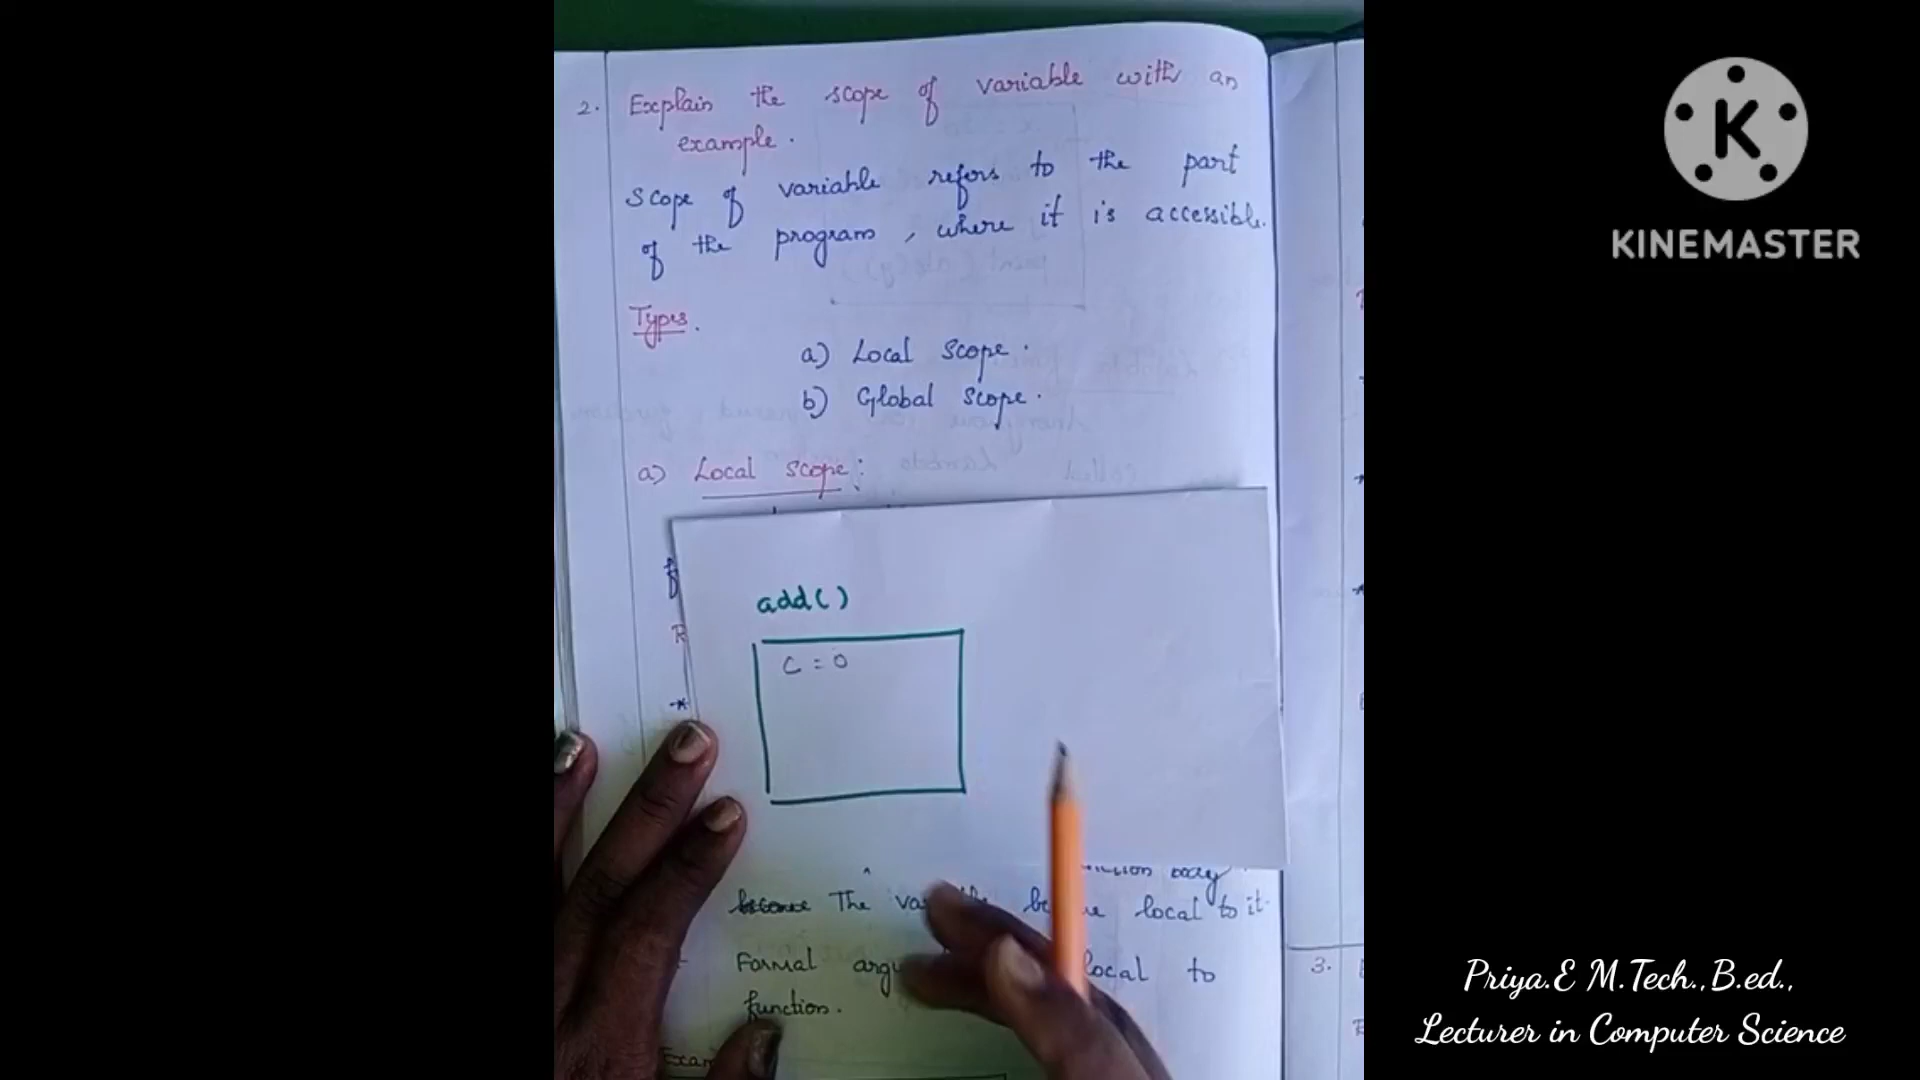 2. Explain the scope of variable with an
example.
Scope of variable refers to the part
of the program, where it is accessible.
Types.
a) Local Scope.
b) Global Scope.
a) Local scope:
add()
C = 0
body
The local to it.
Formal local to
function.
3.
K
KINEMASTER
Priya.E M.Tech.,B.ed.,
Lecturer in Computer Science